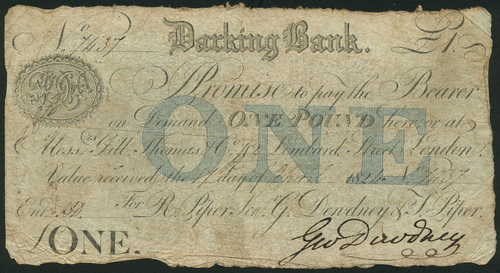 No. 7437 Darking Bank. £1
I Promise to pay the Bearer
on Demand ONE POUND here or at
Messrs. Gill Thomas & Co. 42 Lombard Street London
Value received the day of 182 7437
ONE
Entd. For R. Piper, Senr. G. Dewdney & T. Piper.
ONE.
Geo Dewdney